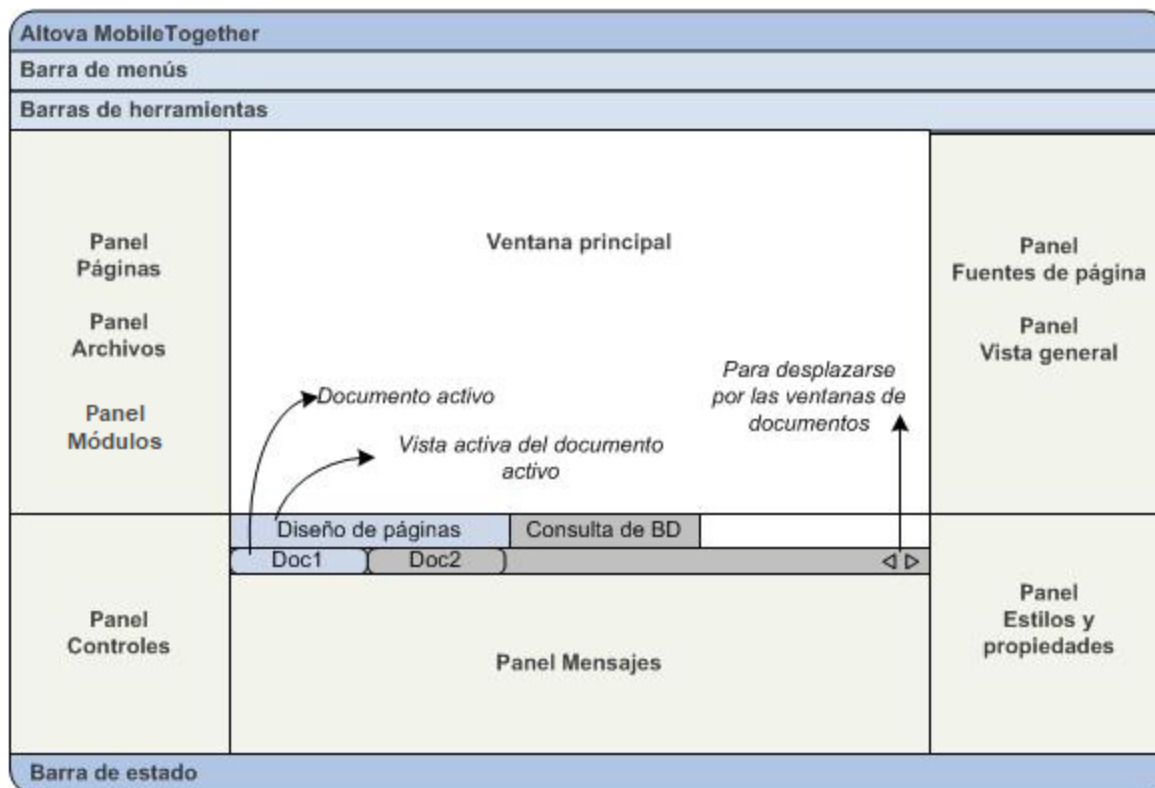 Altova MobileTogether
Barra de menús
Barras de herramientas
Panel
Páginas
Panel
Archivos
Panel
Módulos
Ventana principal
Documento activo
Vista activa del documento
activo
Para desplazarse
por las ventanas de
documentos
Panel
Fuentes de página
Panel
Vista general
Diseño de páginas
Consulta de BD
Doc1
Doc2
Panel
Controles
Panel Mensajes
Panel
Estilos y
propiedades
Barra de estado